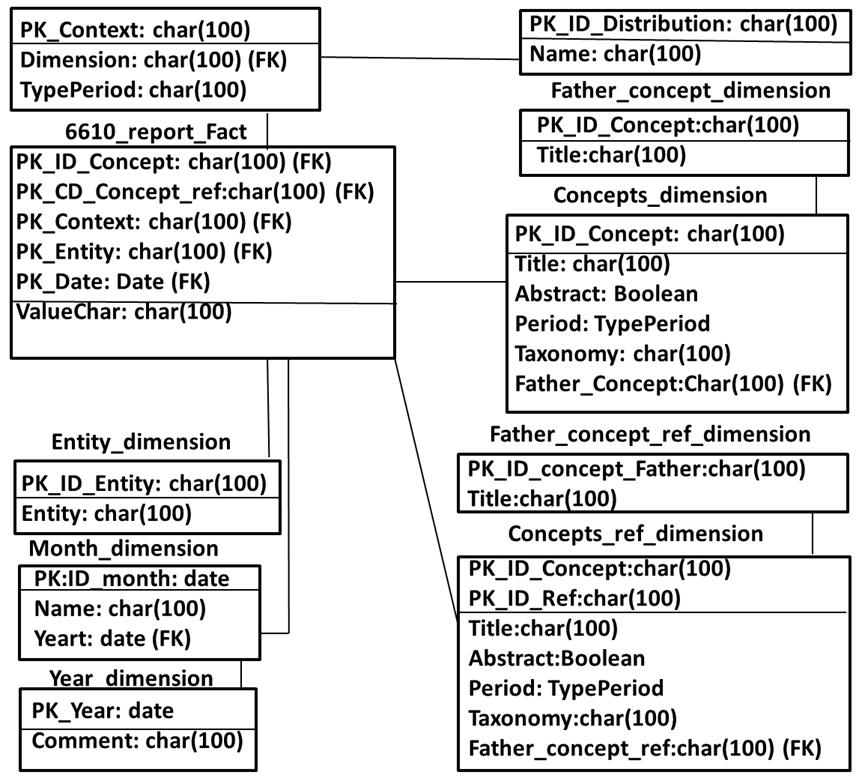 PK_Context: char(100)
Dimension: char(100) (FK)
TypePeriod: char(100)
PK_ID_Distribution: char(100)
Name: char(100)
Father_concept_dimension
PK_ID_Concept:char(100)
Title:char(100)
6610_report_Fact
PK_ID_Concept: char(100) (FK)
PK_CD_Concept_ref:char(100) (FK)
PK_Context: char(100) (FK)
PK_Entity: char(100) (FK)
PK_Date: Date (FK)
ValueChar: char(100)
Concepts_dimension
PK_ID_Concept: char(100)
Title: char(100)
Abstract: Boolean
Period: TypePeriod
Taxonomy: char(100)
Father_Concept:Char(100) (FK)
Entity_dimension
PK_ID_Entity: char(100)
Entity: char(100)
Month_dimension
PK:ID_month: date
Name: char(100)
Yeart: date (FK)
Year_dimension
PK_Year: date
Comment: char(100)
Father_concept_ref_dimension
PK_ID_concept_Father:char(100)
Title:char(100)
Concepts_ref_dimension
PK_ID_Concept:char(100)
PK_ID_Ref:char(100)
Title:char(100)
Abstract:Boolean
Period: TypePeriod
Taxonomy:char(100)
Father_concept_ref:char(100) (FK)